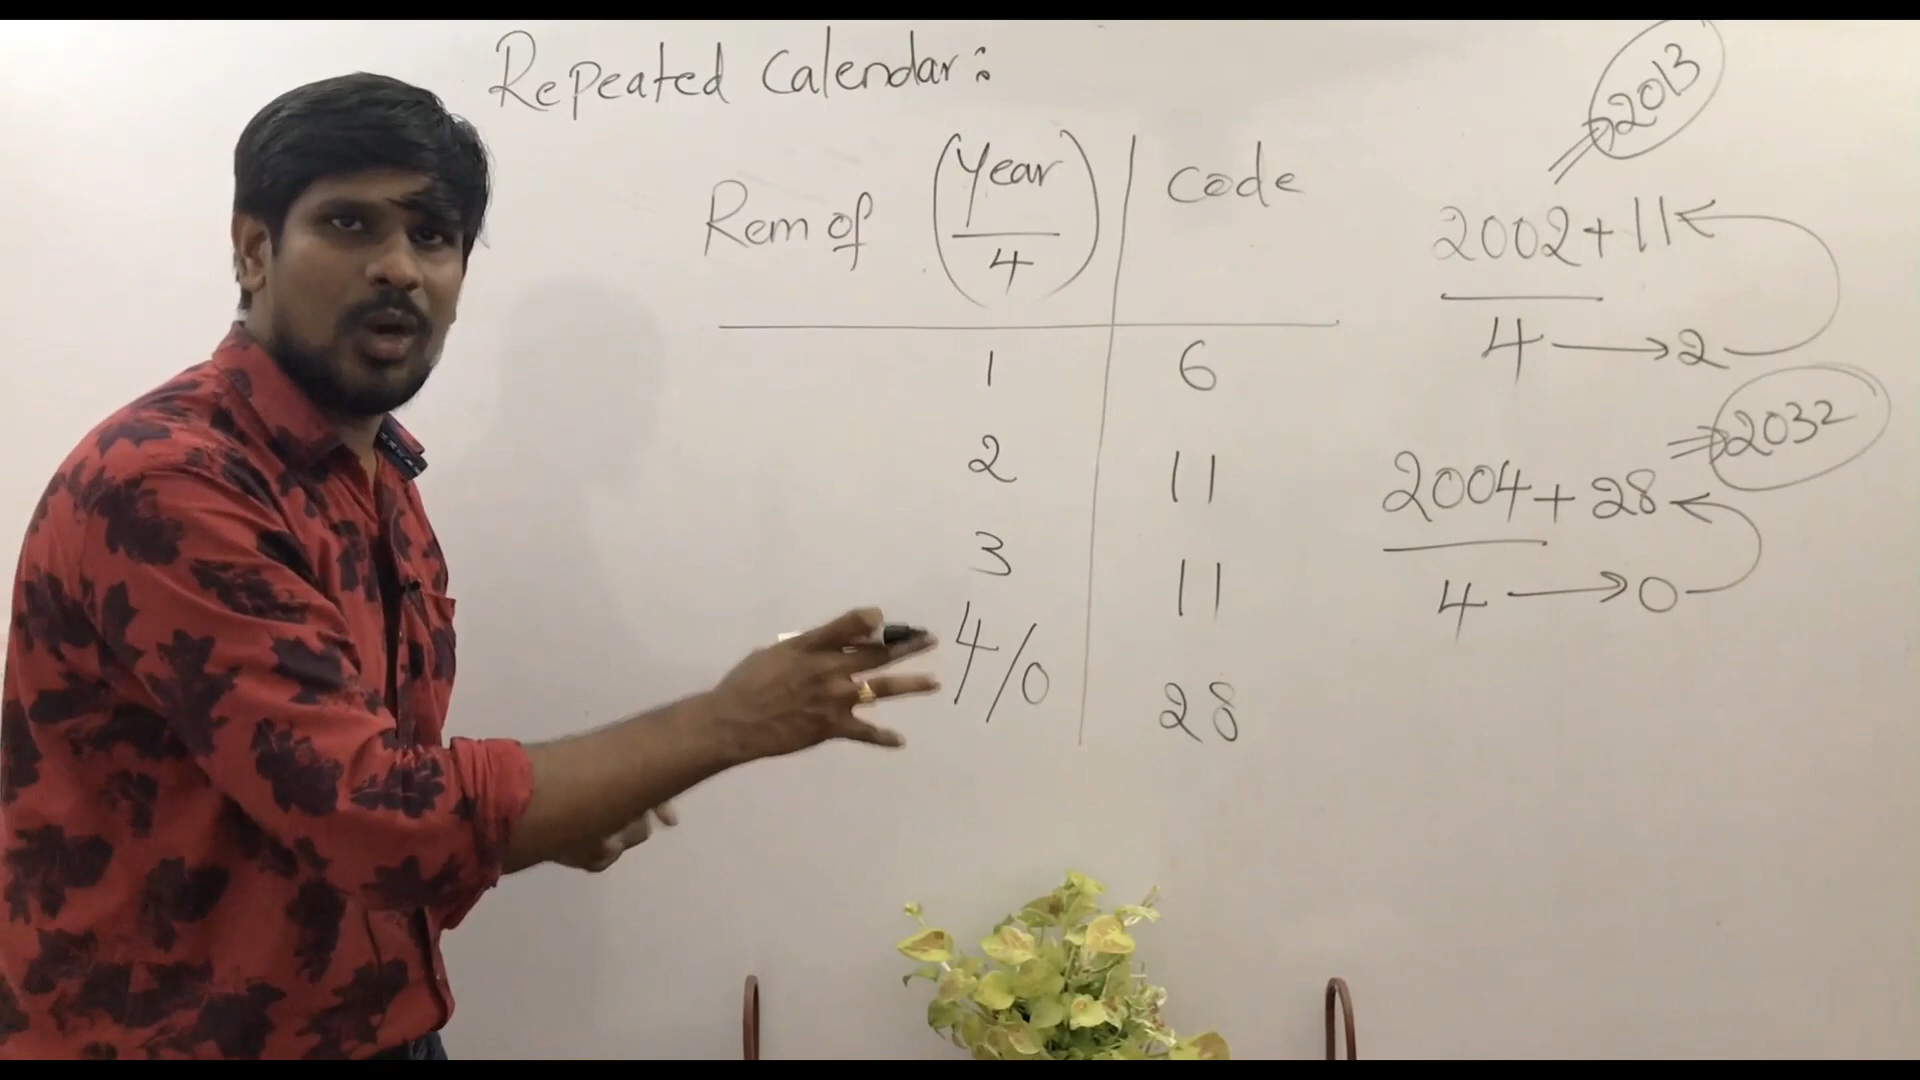 Repeated Calendar:
Rem of (Year/4) | Code
1 6
2 11
3 11
4/0 28
⇒ 2013
2002+11
4 → 2
⇒ 2032
2004+28
4 → 0